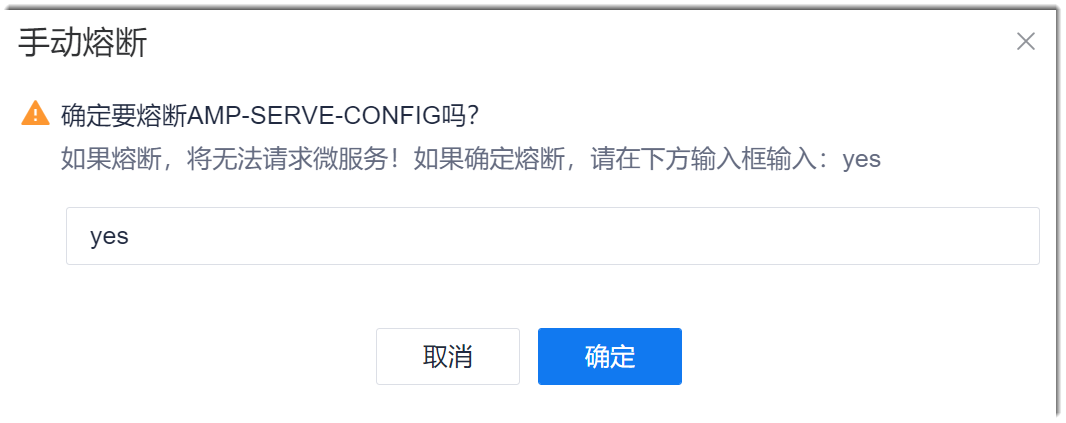 手动熔断
确定要熔断AMP-SERVE-CONFIG吗？
如果熔断，将无法请求微服务！如果确定熔断，请在下方输入框输入：yes
yes
取消
确定